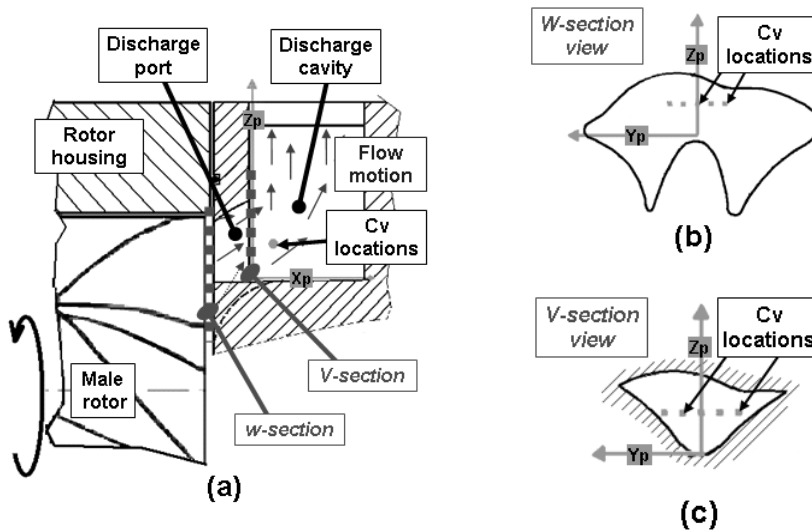 Discharge
port
Discharge
cavity
Zp
Rotor
housing
Flow
motion
Cv
locations
Xp
Male
rotor
V-section
w-section
(a)
W-section
view
Zp
Cv
locations
Yp
(b)
V-section
view
Zp
Cv
locations
Yp
(c)